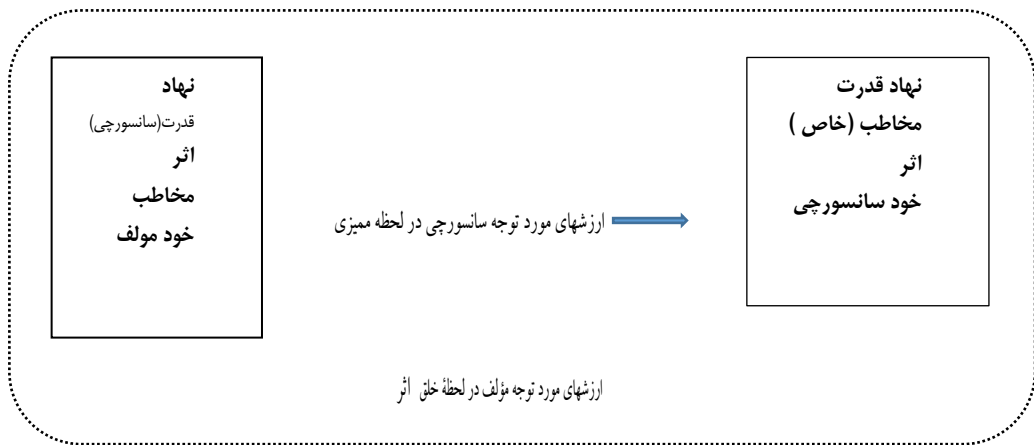 نهاد قدرت
مخاطب (خاص )
اثر
خود سانسورچی
ارزشهای مورد توجه سانسورچی در لحظه ممیزی
نهاد
قدرت(سانسورچی)
اثر
مخاطب
خود مولف
ارزشهای مورد توجه مؤلف در لحظۀ خلق اثر